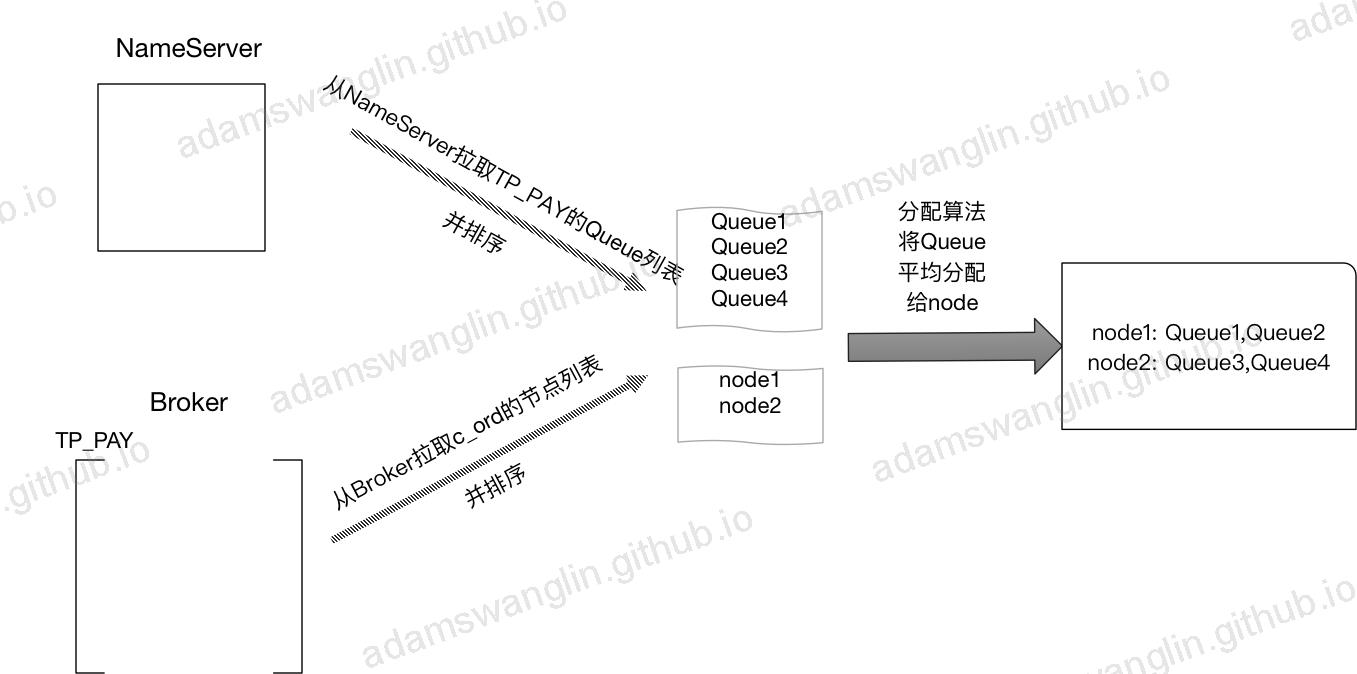 NameServer
从NameServer拉取TP_PAY的Queue列表
并排序
Queue1
Queue2
Queue3
Queue4
分配算法
将Queue
平均分配
给node
node1: Queue1,Queue2
node2: Queue3,Queue4
node1
node2
Broker
TP_PAY
从Broker拉取c_ord的节点列表
并排序
adamswanglin.github.io
adams
adamswanglin.github.io
b.io
adamswanglin.github.io
.github.io
adamswanglin.github.io
adamswanglin.github.io
wanglin.github.io